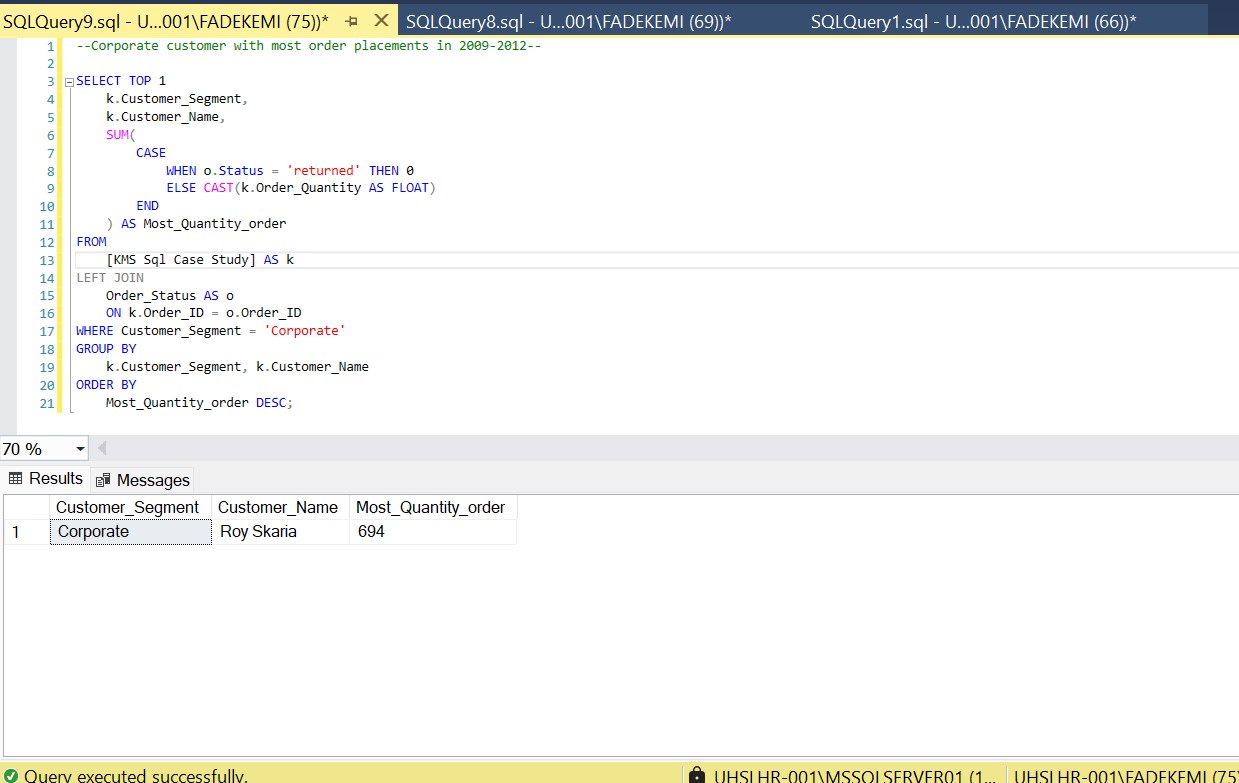 SQLQuery9.sql - U...001\FADEKEMI (75))* SQLQuery8.sql - U...001\FADEKEMI (69))* SQLQuery1.sql - U...001\FADEKEMI (66))*
1 --Corporate customer with most order placements in 2009-2012--
2
3 SELECT TOP 1
4 k.Customer_Segment,
5 k.Customer_Name,
6 SUM(
7 CASE
8 WHEN o.Status = 'returned' THEN 0
9 ELSE CAST(k.Order_Quantity AS FLOAT)
10 END
11 ) AS Most_Quantity_order
12 FROM
13 [KMS Sql Case Study] AS k
14 LEFT JOIN
15 Order_Status AS o
16 ON k.Order_ID = o.Order_ID
17 WHERE Customer_Segment = 'Corporate'
18 GROUP BY
19 k.Customer_Segment, k.Customer_Name
20 ORDER BY
21 Most_Quantity_order DESC;
70 %
Results Messages
Customer_Segment Customer_Name Most_Quantity_order
1 Corporate Roy Skaria 694
Query executed successfully. UHSLHR-001\MSSQLSERVER01 (1... UHSLHR-001\FADEKEMI (75